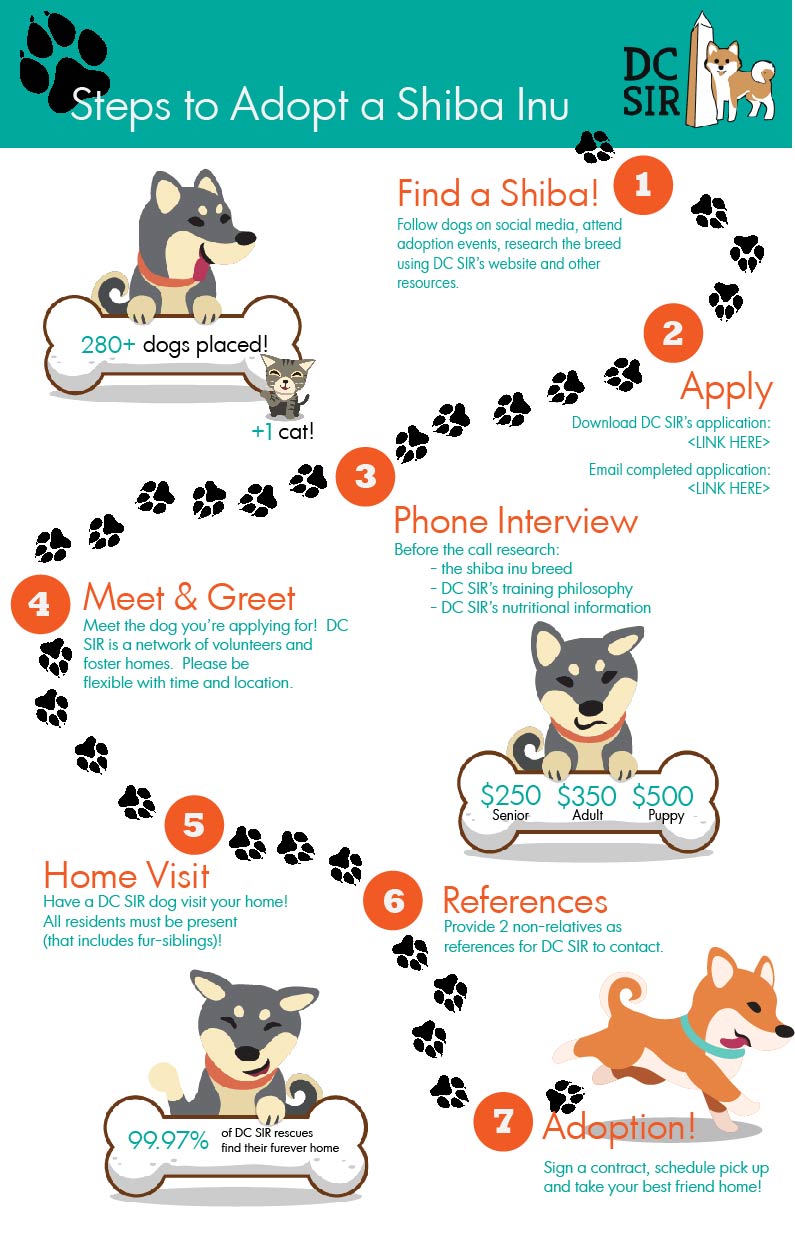 Steps to Adopt a Shiba Inu
DC
SIR
1
Find a Shiba!
Follow dogs on social media, attend
adoption events, research the breed
using DC SIR's website and other
resources.
280+ dogs placed!
+1 cat!
2
Apply
Download DC SIR's application:
<LINK HERE>
Email completed application:
<LINK HERE>
3
Phone Interview
Before the call research:
- the shiba inu breed
- DC SIR's training philosophy
- DC SIR's nutritional information
4
Meet & Greet
Meet the dog you're applying for!  DC
SIR is a network of volunteers and
foster homes.  Please be
flexible with time and location.
$250 $350 $500
Senior Adult Puppy
5
Home Visit
Have a DC SIR dog visit your home!
All residents must be present
(that includes fur-siblings)!
6
References
Provide 2 non-relatives as
references for DC SIR to contact.
99.97% of DC SIR rescues
find their furever home
7
Adoption!
Sign a contract, schedule pick up
and take your best friend home!